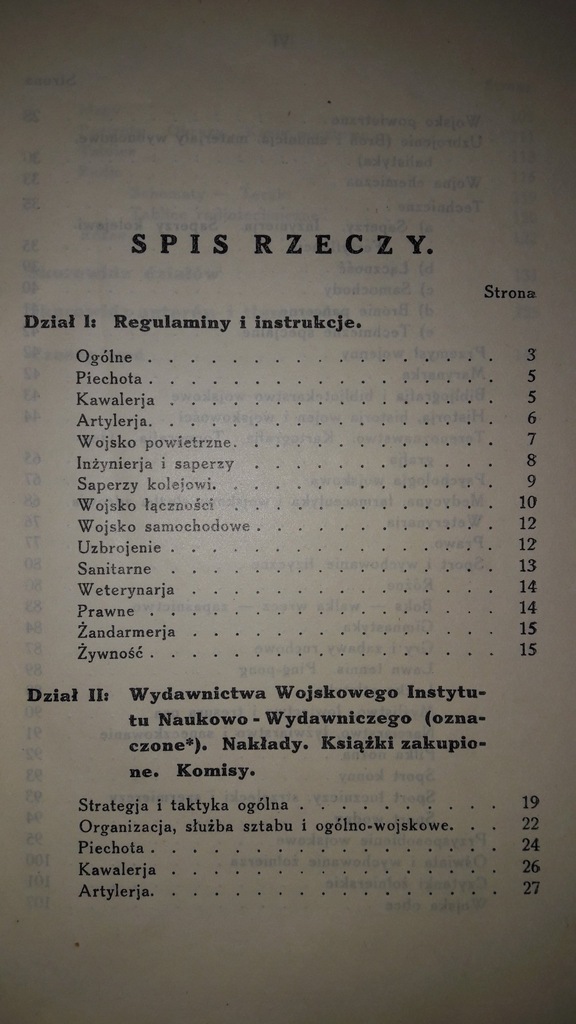 SPIS RZECZY.
Strona
Dział I: Regulaminy i instrukcje.
Ogólne . . . . . . . . . . . . . . . . . 3
Piechota . . . . . . . . . . . . . . . . . 5
Kawalerja . . . . . . . . . . . . . . . . 5
Artylerja. . . . . . . . . . . . . . . . . 6
Wojsko powietrzne. . . . . . . . . . . . . 7
Inżynierja i saperzy . . . . . . . . . . . . 8
Saperzy kolejowi. . . . . . . . . . . . . . 9
Wojsko łączności . . . . . . . . . . . . . 10
Wojsko samochodowe . . . . . . . . . . . . 12
Uzbrojenie . . . . . . . . . . . . . . . . 12
Sanitarne . . . . . . . . . . . . . . . . 13
Weterynarja . . . . . . . . . . . . . . . 14
Prawne . . . . . . . . . . . . . . . . . 14
Żandarmerja . . . . . . . . . . . . . . . 15
Żywność . . . . . . . . . . . . . . . . . 15
Dział II: Wydawnictwa Wojskowego Instytu-
tu Naukowo - Wydawniczego (ozna-
czone*). Nakłady. Książki zakupio-
ne. Komisy.
Strategja i taktyka ogólna . . . . . . . . . . 19
Organizacja, służba sztabu i ogólno-wojskowe. . . 22
Piechota . . . . . . . . . . . . . . . . . 24
Kawalerja . . . . . . . . . . . . . . . . 26
Artylerja. . . . . . . . . . . . . . . . . 27